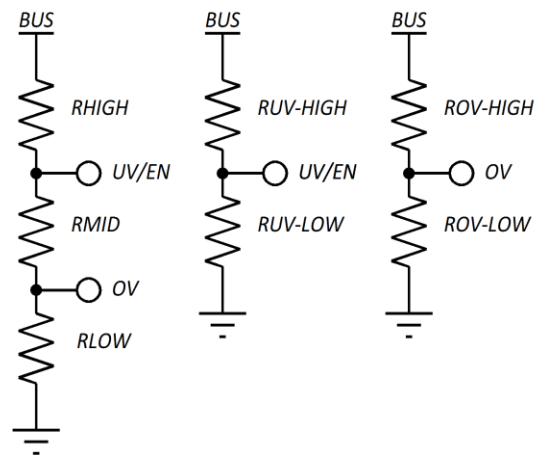 BUS
RHIGH
UV/EN
RMID
OV
RLOW
BUS
RUV-HIGH
UV/EN
RUV-LOW
BUS
ROV-HIGH
OV
ROV-LOW